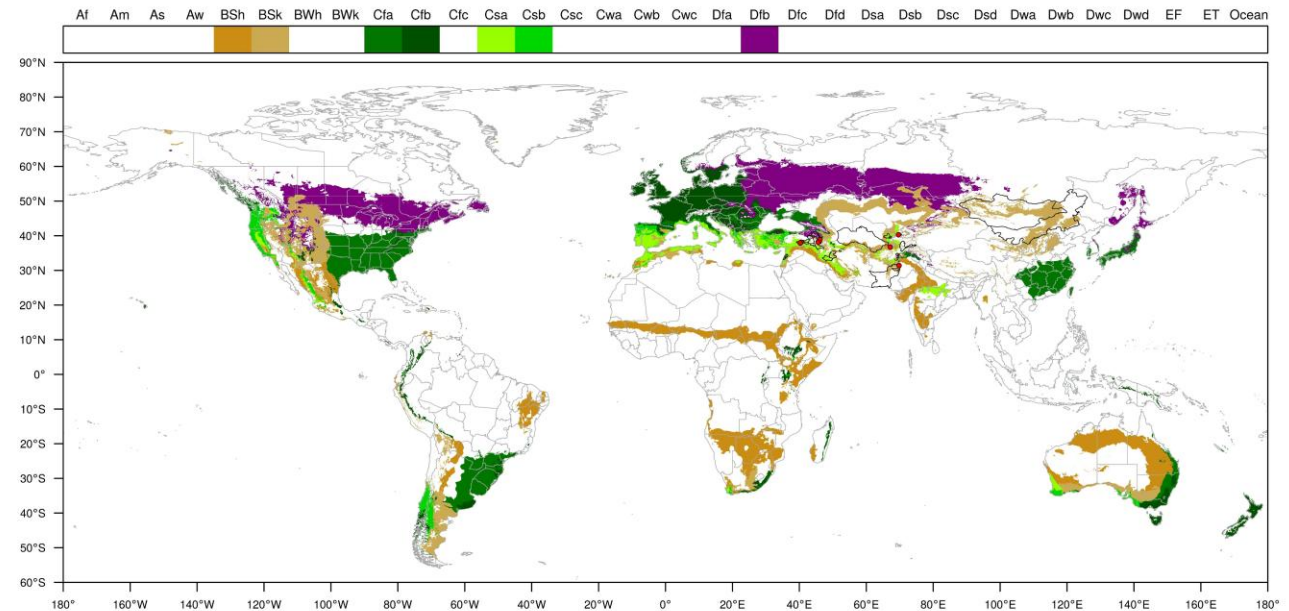 Af Am As Aw BSh BSk BWh BWk Cfa Cfb Cfc Csa Csb Csc Cwa Cwb Cwc Dfa Dfb Dfc Dfd Dsa Dsb Dsc Dsd Dwa Dwb Dwc Dwd EF ET Ocean
90°N
80°N
70°N
60°N
50°N
40°N
30°N
20°N
10°N
0°
10°S
20°S
30°S
40°S
50°S
60°S
180° 160°W 140°W 120°W 100°W 80°W 60°W 40°W 20°W 0° 20°E 40°E 60°E 80°E 100°E 120°E 140°E 160°E 180°